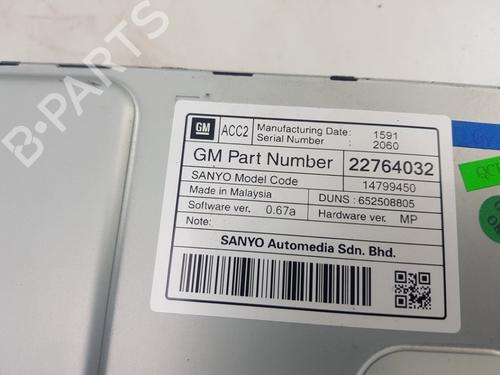 B-PARTS
GM ACC2 Manufacturing Date: 1591
Serial Number: 2060
GM Part Number 22764032
SANYO Model Code 14799450
Made in Malaysia DUNS: 652508805
Software ver. 0.67a Hardware ver. MP
Note:
SANYO Automedia Sdn. Bhd.